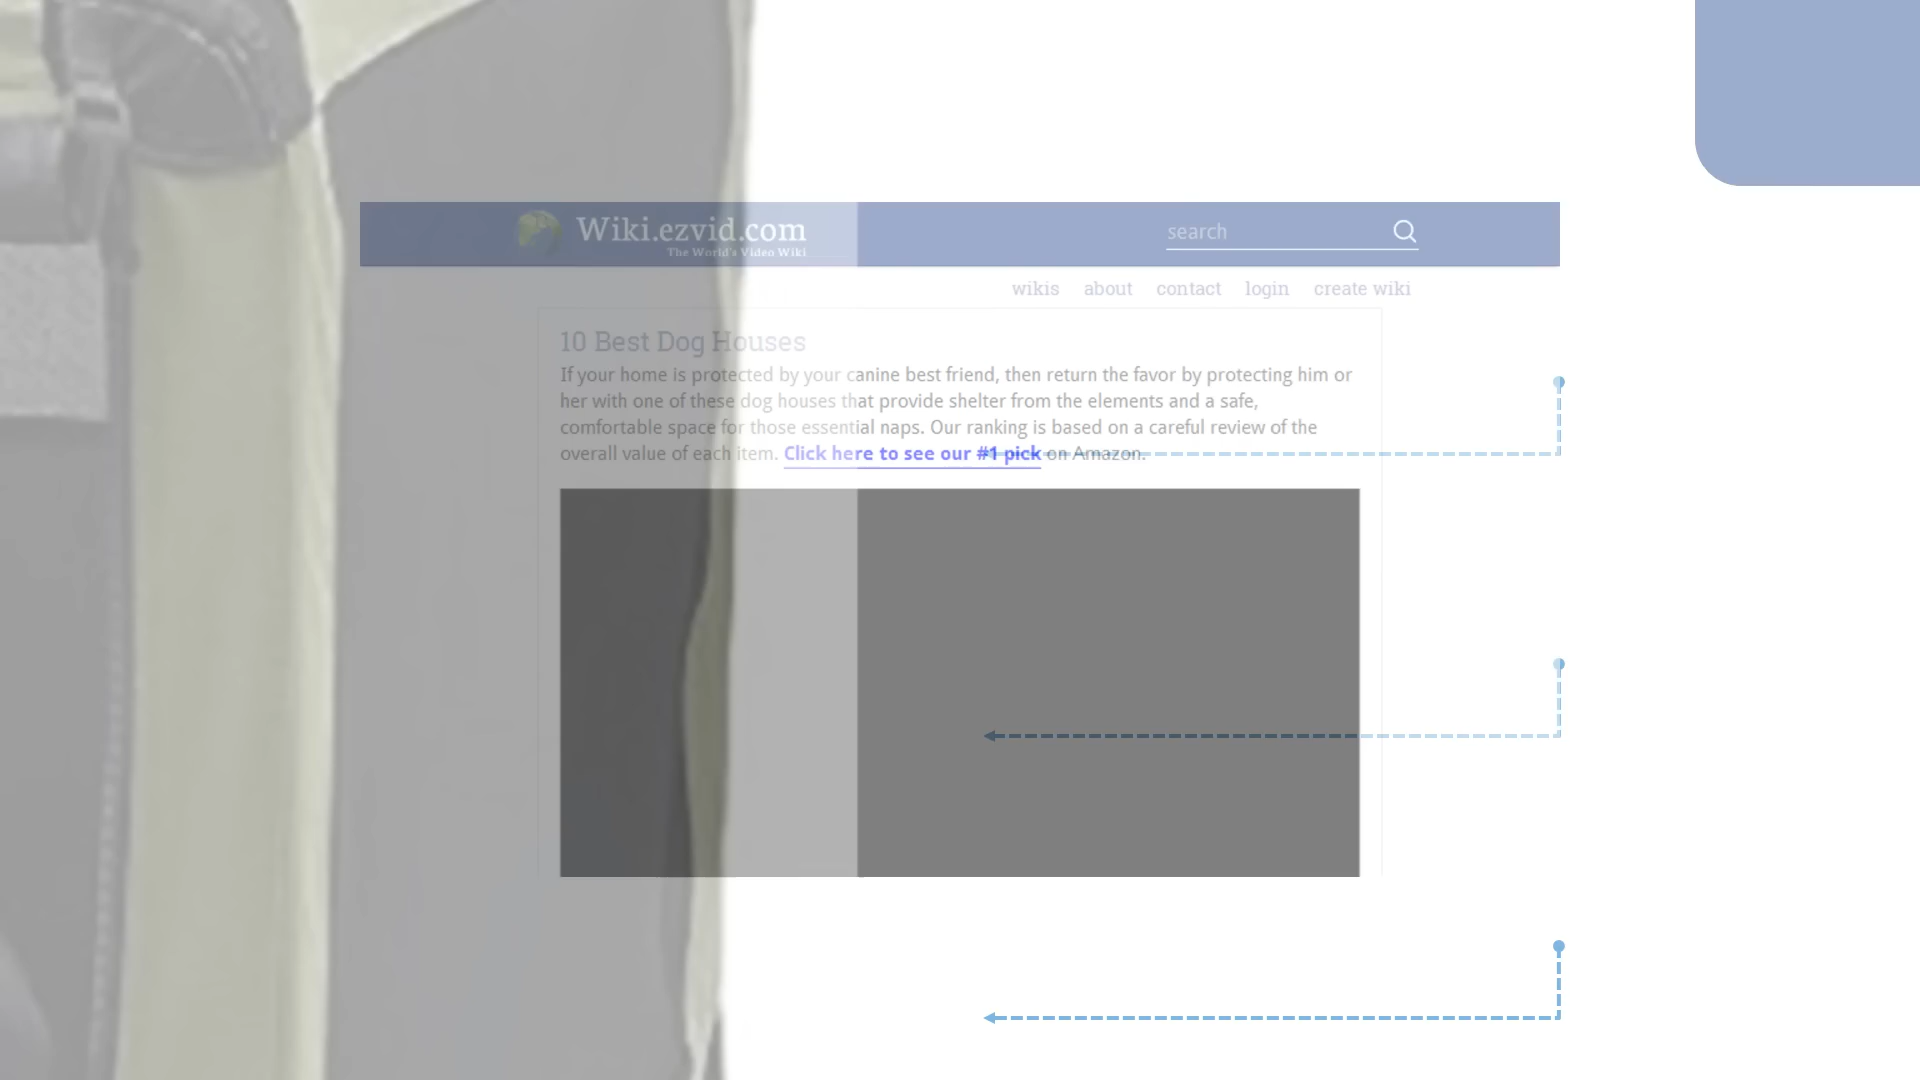 Wiki.ezvid.com
The World's Video Wiki
search
wikis about contact login create wiki
10 Best Dog Houses
If your home is protected by your canine best friend, then return the favor by protecting him or
her with one of these dog houses that provide shelter from the elements and a safe,
comfortable space for those essential naps. Our ranking is based on a careful review of the
overall value of each item. Click here to see our #1 pick on Amazon.